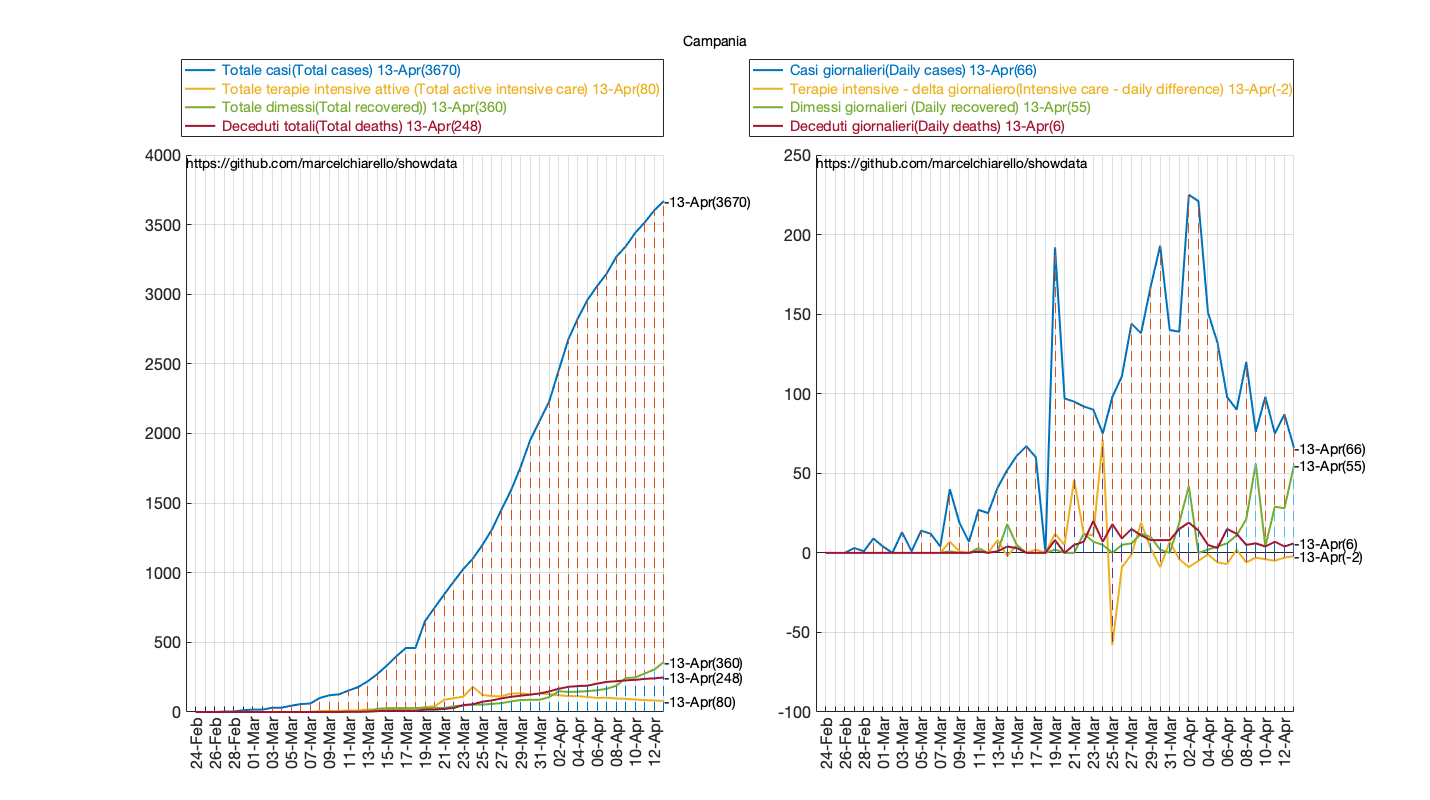 Campania
Totale casi(Total cases) 13-Apr(3670)
Totale terapie intensive attive (Total active intensive care) 13-Apr(80)
Totale dimessi(Total recovered)) 13-Apr(360)
Deceduti totali(Total deaths) 13-Apr(248)
4000
https://github.com/marcelchiarello/showdata
3500
3000
2500
2000
1500
1000
500
0
-13-Apr(3670)
-13-Apr(360)
-13-Apr(248)
-13-Apr(80)
24-Feb
26-Feb
28-Feb
01-Mar
03-Mar
05-Mar
07-Mar
09-Mar
11-Mar
13-Mar
15-Mar
17-Mar
19-Mar
21-Mar
23-Mar
25-Mar
27-Mar
29-Mar
31-Mar
02-Apr
04-Apr
06-Apr
08-Apr
10-Apr
12-Apr
Casi giornalieri(Daily cases) 13-Apr(66)
Terapie intensive - delta giornaliero(Intensive care - daily difference) 13-Apr(-2)
Dimessi giornalieri (Daily recovered) 13-Apr(55)
Deceduti giornalieri(Daily deaths) 13-Apr(6)
250
https://github.com/marcelchiarello/showdata
200
150
100
50
0
-50
-100
-13-Apr(66)
-13-Apr(55)
-13-Apr(6)
-13-Apr(-2)
24-Feb
26-Feb
28-Feb
01-Mar
03-Mar
05-Mar
07-Mar
09-Mar
11-Mar
13-Mar
15-Mar
17-Mar
19-Mar
21-Mar
23-Mar
25-Mar
27-Mar
29-Mar
31-Mar
02-Apr
04-Apr
06-Apr
08-Apr
10-Apr
12-Apr